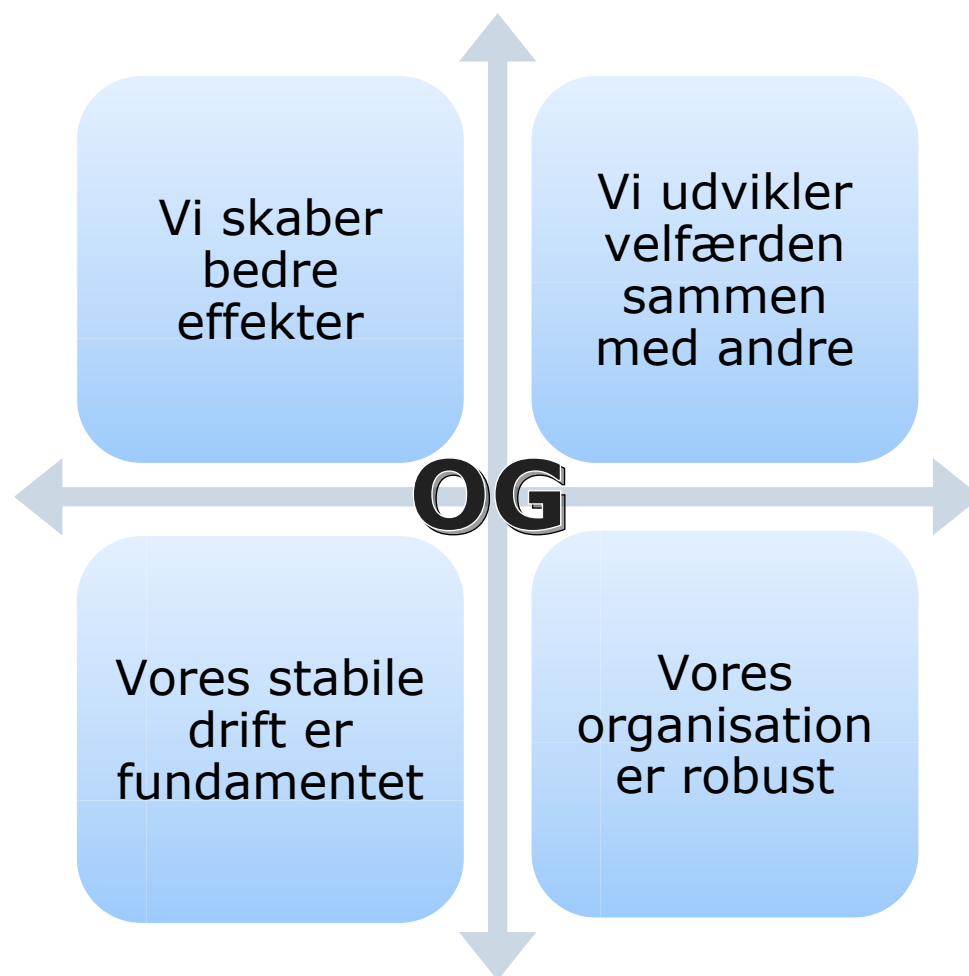 Vi skaber
bedre
effekter
Vi udvikler
velfærden
sammen
med andre
OG
Vores stabile
drift er
fundamentet
Vores
organisation
er robust